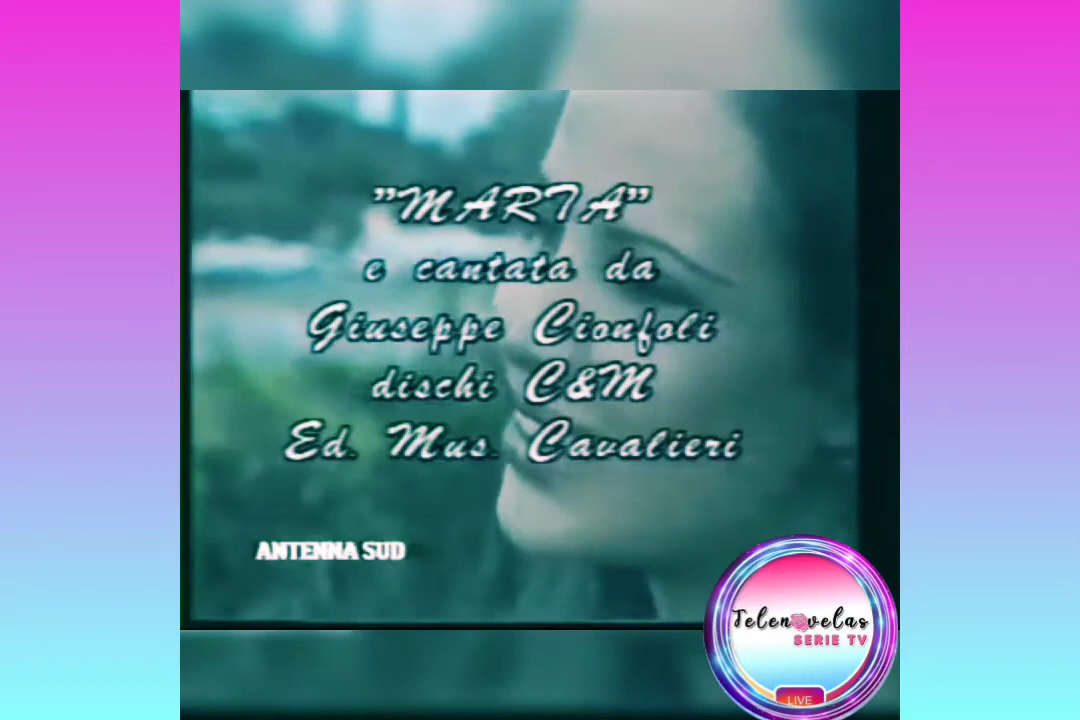 "MARTA"
e cantata da
Giuseppe Cionfoli
dischi C&M
Ed. Mus. Cavalieri
ANTENNA SUD
Telenovelas
SERIE TV
LIVE